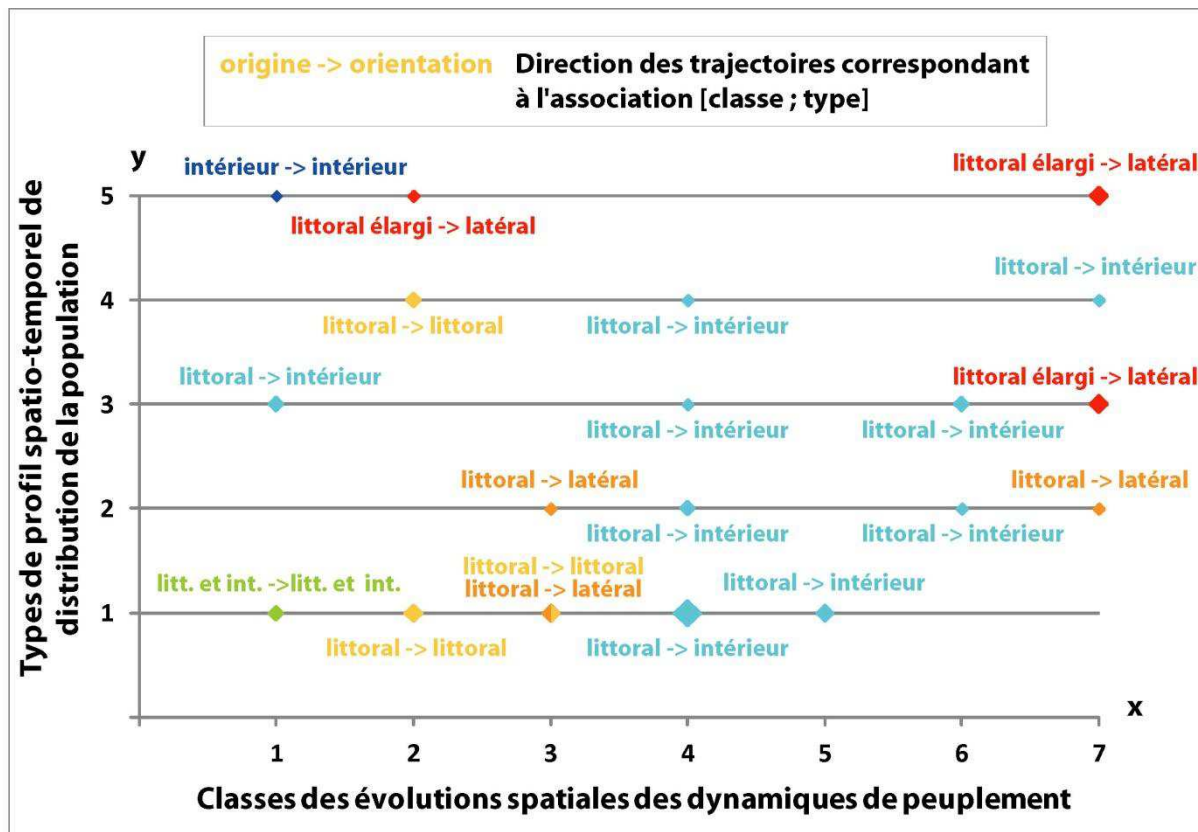 origine -> orientation Direction des trajectoires correspondant
à l'association [classe ; type]
y
Types de profil spatio-temporel de
distribution de la population
intérieur -> intérieur
littoral élargi -> latéral
5
littoral élargi -> latéral
littoral -> intérieur
4
littoral -> littoral
littoral -> intérieur
littoral -> intérieur
littoral élargi -> latéral
3
littoral -> intérieur
littoral -> intérieur
littoral -> latéral
littoral -> latéral
2
littoral -> intérieur
littoral -> intérieur
littoral -> littoral
litt. et int. ->litt. et int.
littoral -> latéral
littoral -> intérieur
1
littoral -> littoral
littoral -> intérieur
x
1 2 3 4 5 6 7
Classes des évolutions spatiales des dynamiques de peuplement